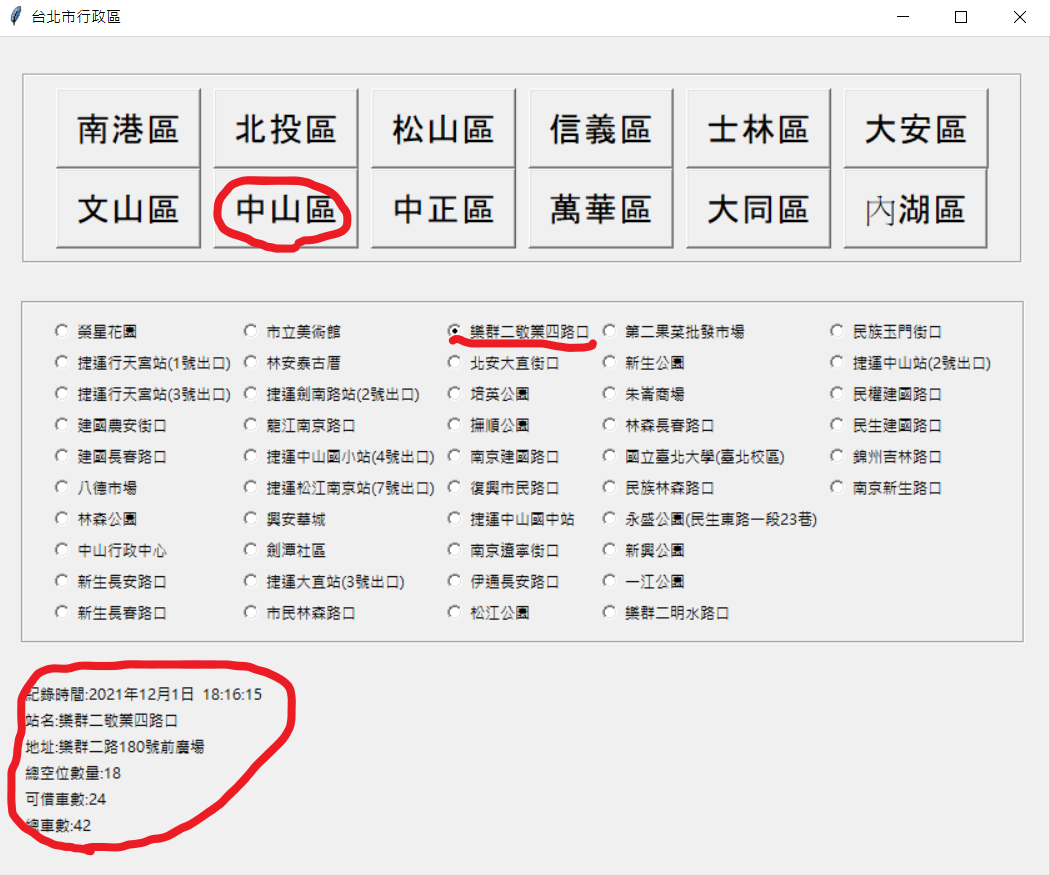 台北市行政區
南港區 北投區 松山區 信義區 士林區 大安區
文山區 中山區 中正區 萬華區 大同區 內湖區
榮星花園 市立美術館 樂群二敬業四路口 第二果菜批發市場 民族玉門街口
捷運行天宮站(1號出口) 林安泰古厝 北安大直街口 新生公園 捷運中山站(2號出口)
捷運行天宮站(3號出口) 捷運劍南路站(2號出口) 培英公園 朱崙商場 民權建國路口
建國農安街口 龍江南京路口 撫順公園 林森長春路口 民生建國路口
建國長春路口 捷運中山國小站(4號出口) 南京建國路口 國立臺北大學(臺北校區) 錦州吉林路口
八德市場 捷運松江南京站(7號出口) 復興市民路口 民族林森路口 南京新生路口
林森公園 興安華城 捷運中山國中站 永盛公園(民生東路一段23巷)
中山行政中心 劍潭社區 南京遼寧街口 新興公園
新生長安路口 捷運大直站(3號出口) 伊通長安路口 一江公園
新生長春路口 市民林森路口 松江公園 樂群二明水路口
記錄時間:2021年12月1日 18:16:15
站名:樂群二敬業四路口
地址:樂群二路180號前廣場
總空位數量:18
可借車數:24
總車數:42